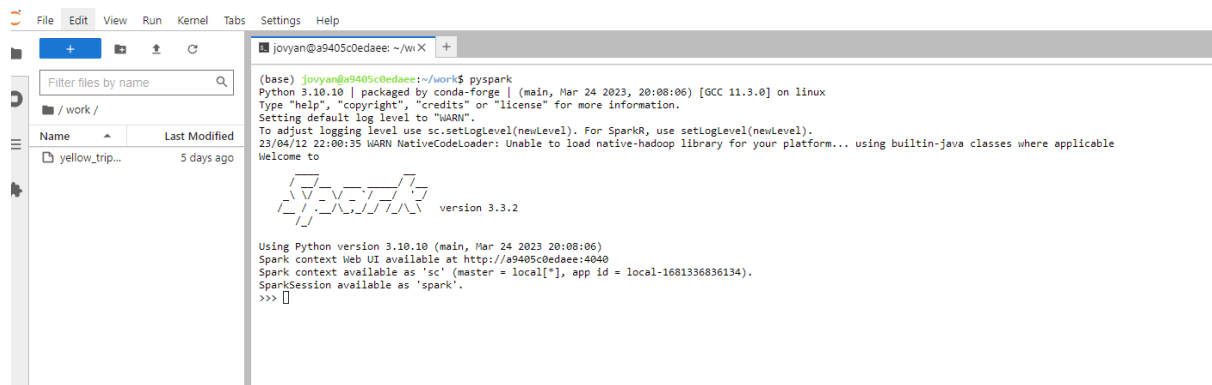 File Edit View Run Kernel Tabs Settings Help
+
Filter files by name
/ work /
Name Last Modified
yellow_trip... 5 days ago
jovyan@a9405c0edaee: ~/w
(base) jovyan@a9405c0edaee:~/work$ pyspark
Python 3.10.10 | packaged by conda-forge | (main, Mar 24 2023, 20:08:06) [GCC 11.3.0] on linux
Type "help", "copyright", "credits" or "license" for more information.
Setting default log level to "WARN".
To adjust logging level use sc.setLogLevel(newLevel). For SparkR, use setLogLevel(newLevel).
23/04/12 22:00:35 WARN NativeCodeLoader: Unable to load native-hadoop library for your platform... using builtin-java classes where applicable
Welcome to
Spark version 3.3.2
Using Python version 3.10.10 (main, Mar 24 2023 20:08:06)
Spark context Web UI available at http://a9405c0edaee:4040
Spark context available as 'sc' (master = local[*], app id = local-1681336836134).
SparkSession available as 'spark'.
>>>